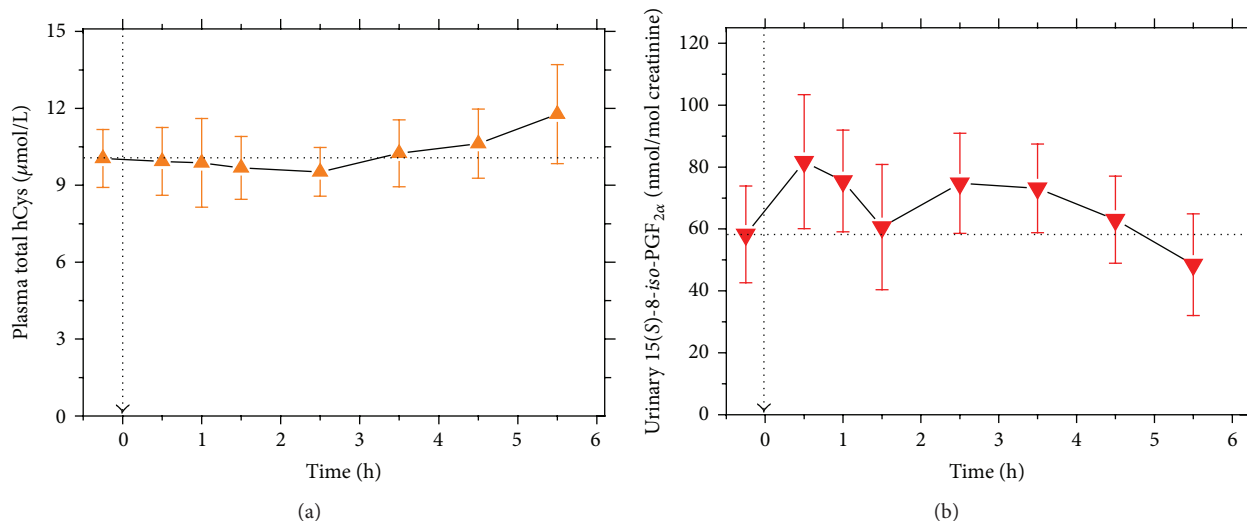 Plasma total hCys (μmol/L)
15
12
9
6
3
0
0 1 2 3 4 5 6
Time (h)
(a)
Urinary 15(S)-8-iso-PGF2α (nmol/mol creatinine)
120
100
80
60
40
20
0
0 1 2 3 4 5 6
Time (h)
(b)